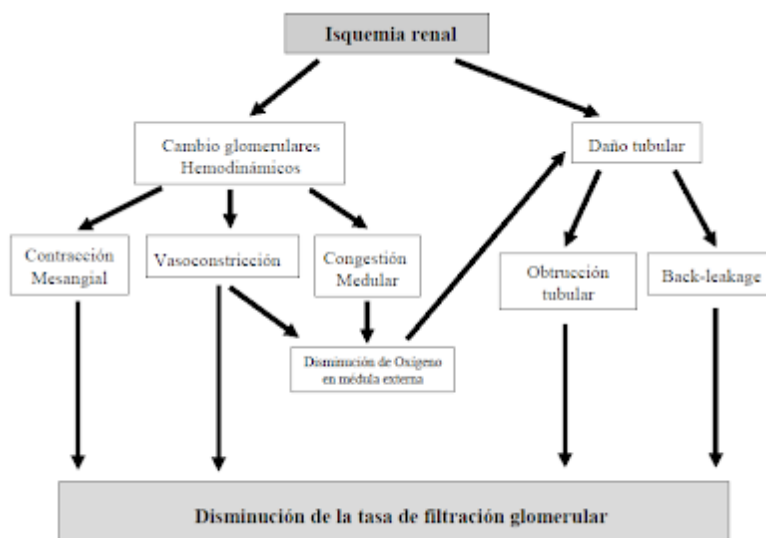 Isquemia renal
Cambio glomerulares
Hemodinámicos
Daño tubular
Contracción
Mesangial
Vasoconstricción
Congestión
Medular
Obtrucción
tubular
Back-leakage
Disminución de Oxígeno
en médula externa
Disminución de la tasa de filtración glomerular